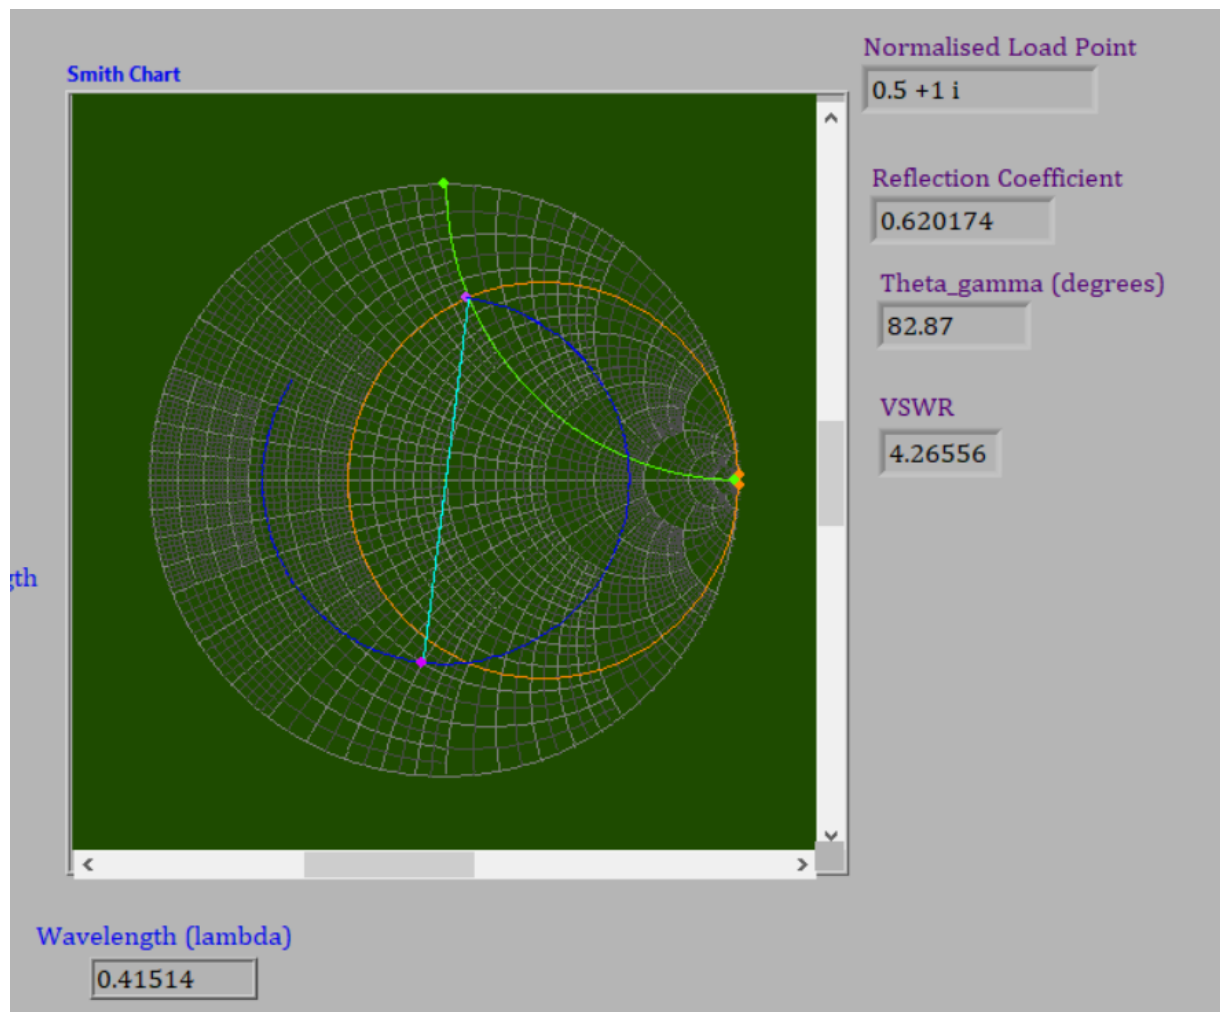 Normalised Load Point
Smith Chart
0.5 +1 i
Reflection Coefficient
0.620174
Theta_gamma (degrees)
82.87
VSWR
4.26556
gth
Wavelength (lambda)
0.41514